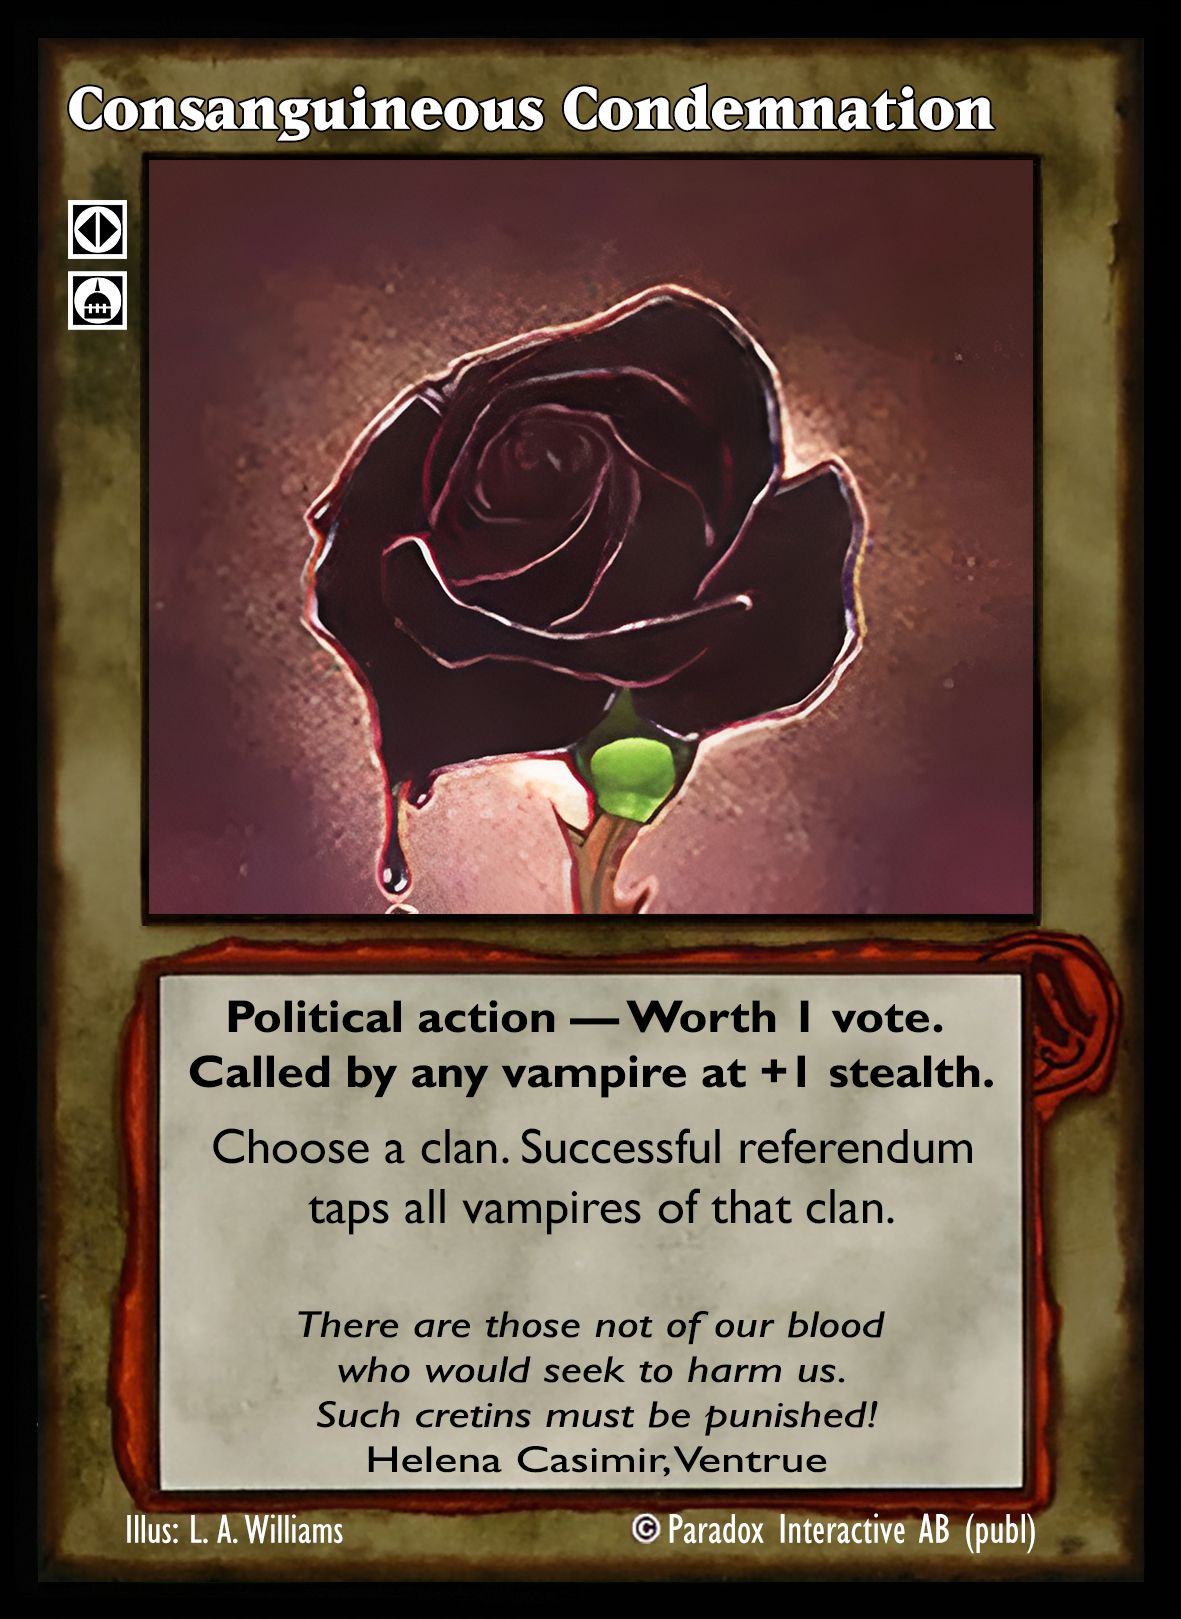 Consanguineous Condemnation
Political action — Worth 1 vote.
Called by any vampire at +1 stealth.
Choose a clan. Successful referendum
taps all vampires of that clan.
There are those not of our blood
who would seek to harm us.
Such cretins must be punished!
Helena Casimir, Ventrue
Illus: L. A. Williams
© Paradox Interactive AB (publ)